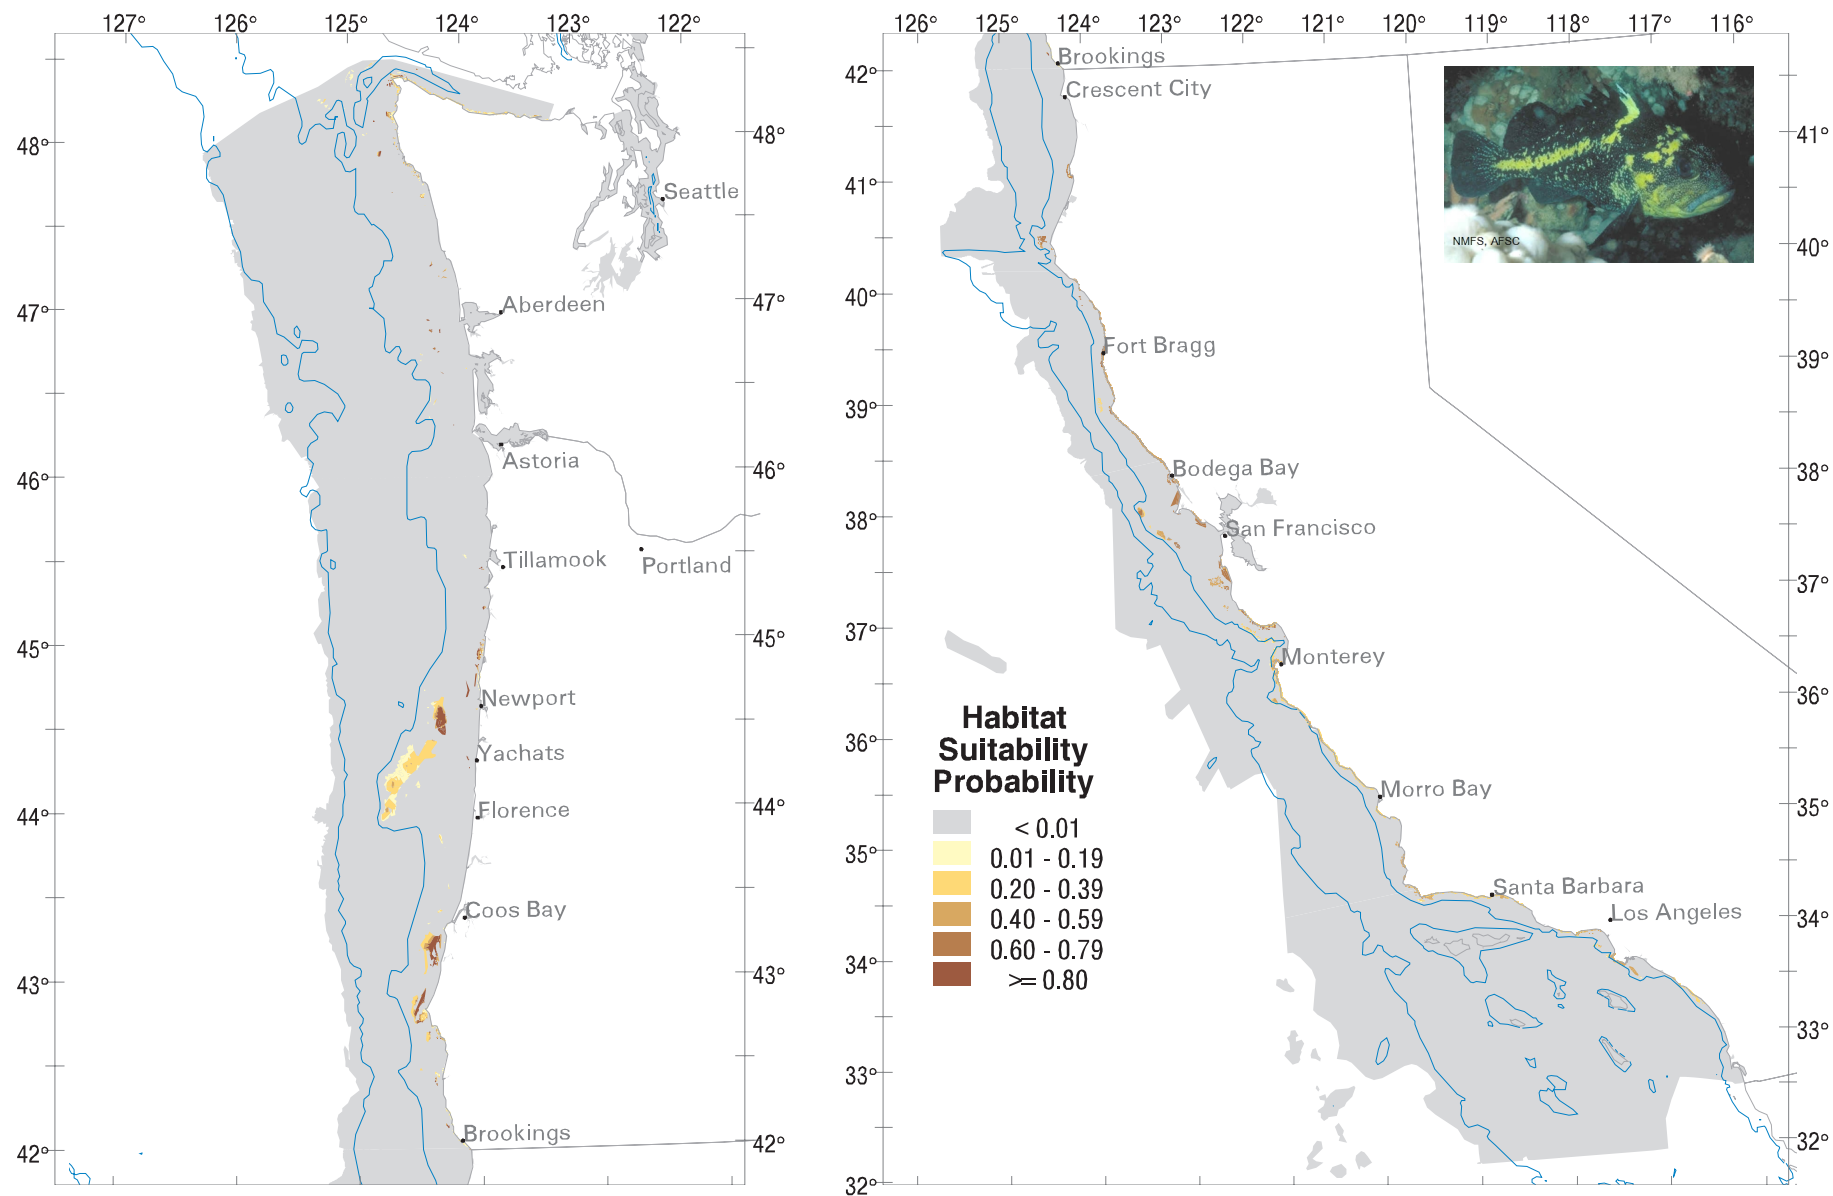 127° 126° 125° 124° 123° 122°
48°
47°
46°
45°
44°
43°
42°
48°
47°
46°
45°
44°
43°
42°
Seattle
Aberdeen
Astoria
Tillamook
Portland
Newport
Yachats
Florence
Coos Bay
Brookings
126° 125° 124° 123° 122° 121° 120° 119° 118° 117° 116°
42°
41°
40°
39°
38°
37°
36°
35°
34°
33°
32°
41°
40°
39°
38°
37°
36°
35°
34°
33°
32°
Brookings
Crescent City
Fort Bragg
Bodega Bay
San Francisco
Monterey
Morro Bay
Santa Barbara
Los Angeles
NMFS, AFSC
Habitat
Suitability
Probability
< 0.01
0.01 - 0.19
0.20 - 0.39
0.40 - 0.59
0.60 - 0.79
>= 0.80